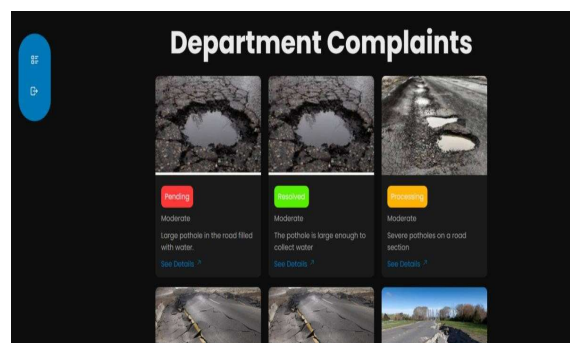 Department Complaints
Pending
Moderate
Large pothole in the road filled
with water.
See Details
Resolved
Moderate
The pothole is large enough to
collect water
See Details
Processing
Moderate
Severe potholes on a road
section
See Details